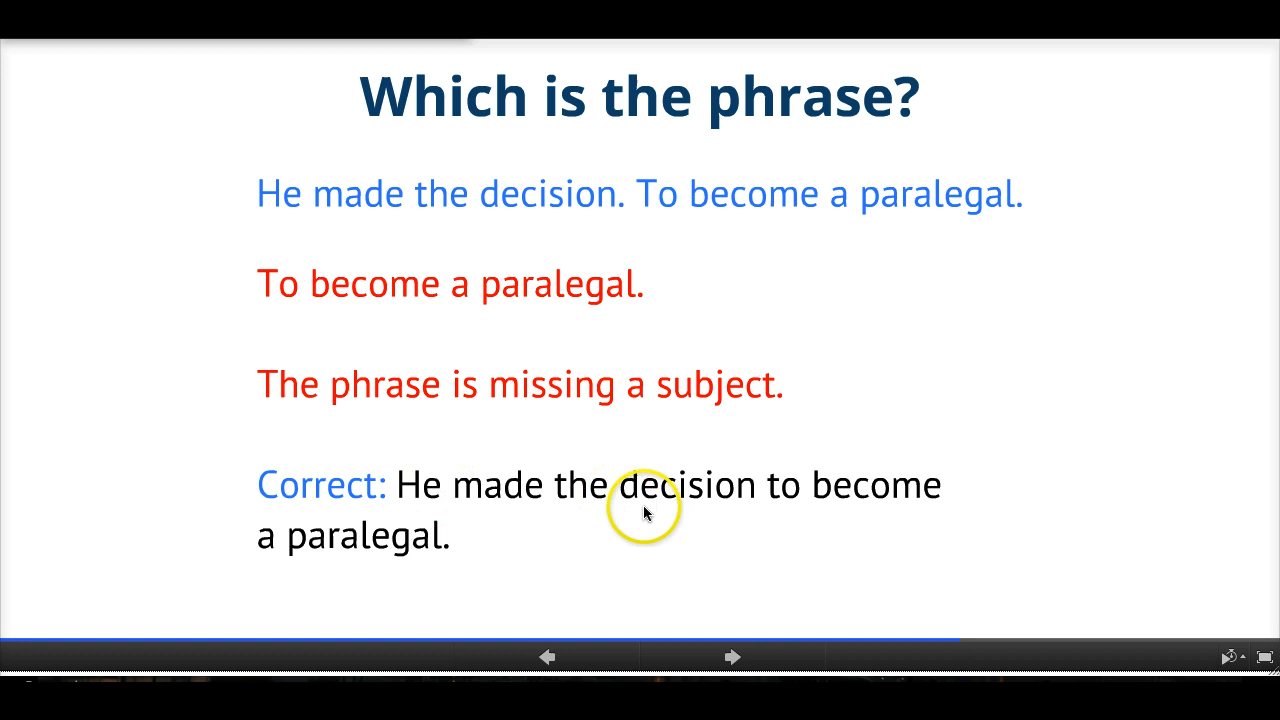 Which is the phrase?
He made the decision. To become a paralegal.
To become a paralegal.
The phrase is missing a subject.
Correct: He made the decision to become
a paralegal.